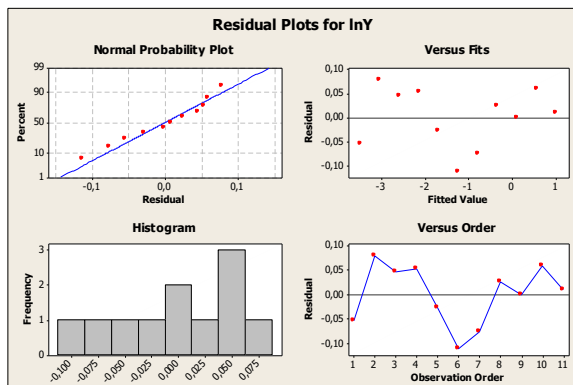 Residual Plots for lnY
Normal Probability Plot
99
90
50
10
1
Percent
-0,1
0,0
0,1
Residual
Versus Fits
0,10
0,05
0,00
-0,05
-0,10
Residual
-3
-2
-1
0
1
Fitted Value
Histogram
3
2
1
0
Frequency
-0,100
-0,075
-0,050
-0,025
0,000
0,025
0,050
0,075
Versus Order
0,10
0,05
0,00
-0,05
-0,10
Residual
1 2 3 4 5 6 7 8 9 10 11
Observation Order